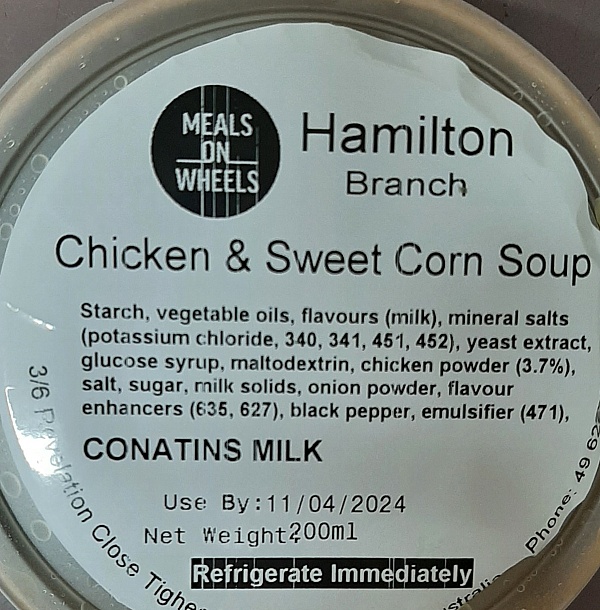 MEALS
ON
WHEELS
Hamilton
Branch
Chicken & Sweet Corn Soup
Starch, vegetable oils, flavours (milk), mineral salts
(potassium chloride, 340, 341, 451, 452), yeast extract,
glucose syrup, maltodextrin, chicken powder (3.7%),
salt, sugar, milk solids, onion powder, flavour
enhancers (635, 627), black pepper, emulsifier (471),
CONATINS MILK
Use By:11/04/2024
Net Weight:200ml
Refrigerate Immediately
3/6 Revelation Close Tighe
Phone: 49 62